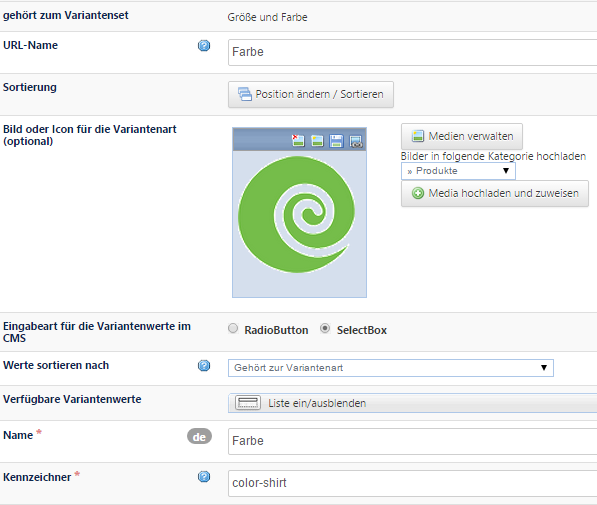 gehört zum Variantenset
Größe und Farbe
URL-Name
Farbe
Sortierung
Position ändern / Sortieren
Bild oder Icon für die Variantenart
(optional)
Medien verwalten
Bilder in folgende Kategorie hochladen
» Produkte
Media hochladen und zuweisen
Eingabeart für die Variantenwerte im
CMS
RadioButton
SelectBox
Werte sortieren nach
Gehört zur Variantenart
Verfügbare Variantenwerte
Liste ein/ausblenden
Name *
de
Farbe
Kennzeichner *
color-shirt